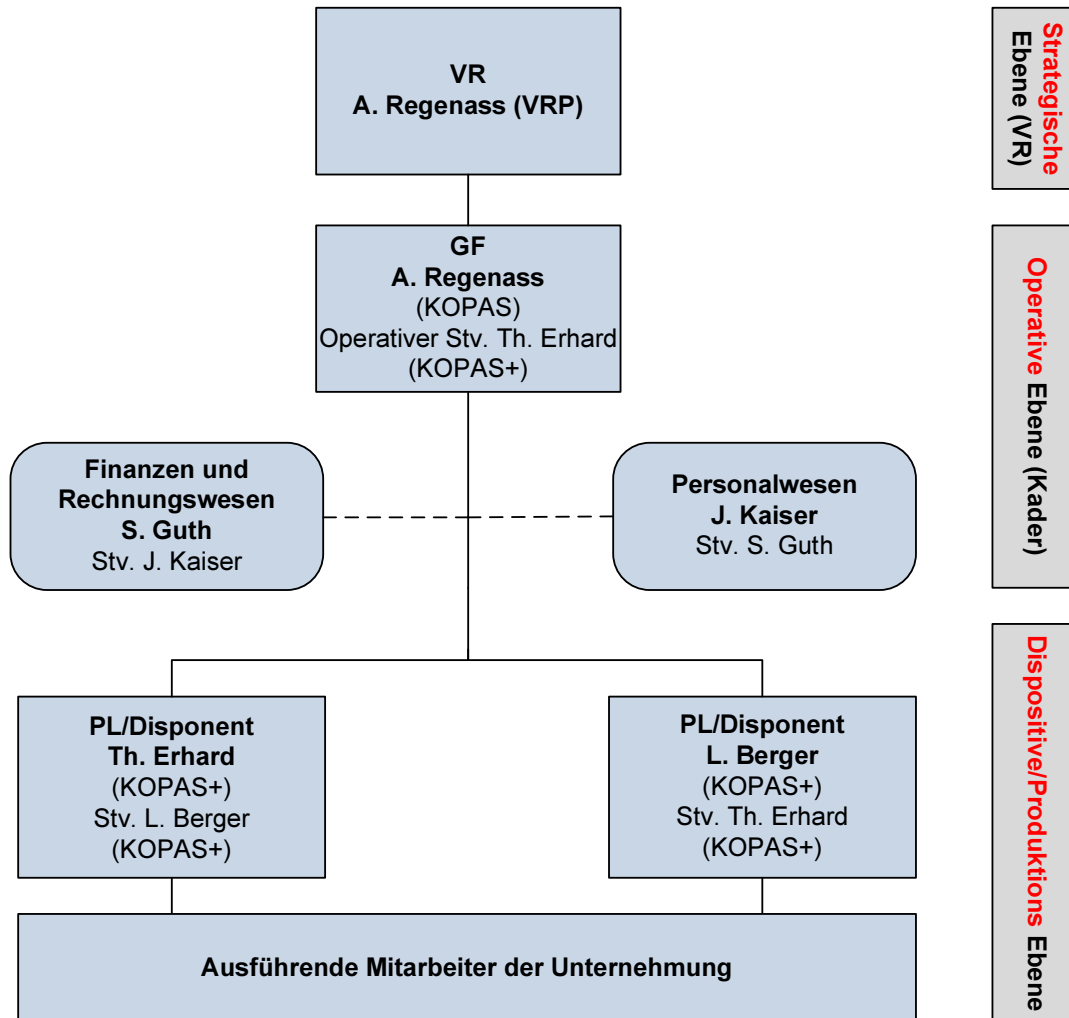 VR
A. Regenass (VRP)
Strategische
Ebene (VR)
GF
A. Regenass
(KOPAS)
Operativer Stv. Th. Erhard
(KOPAS+)
Operative Ebene (Kader)
Finanzen und
Rechnungswesen
S. Guth
Stv. J. Kaiser
Personalwesen
J. Kaiser
Stv. S. Guth
PL/Disponent
Th. Erhard
(KOPAS+)
Stv. L. Berger
(KOPAS+)
PL/Disponent
L. Berger
(KOPAS+)
Stv. Th. Erhard
(KOPAS+)
Dispositive/Produktions Ebene
Ausführende Mitarbeiter der Unternehmung